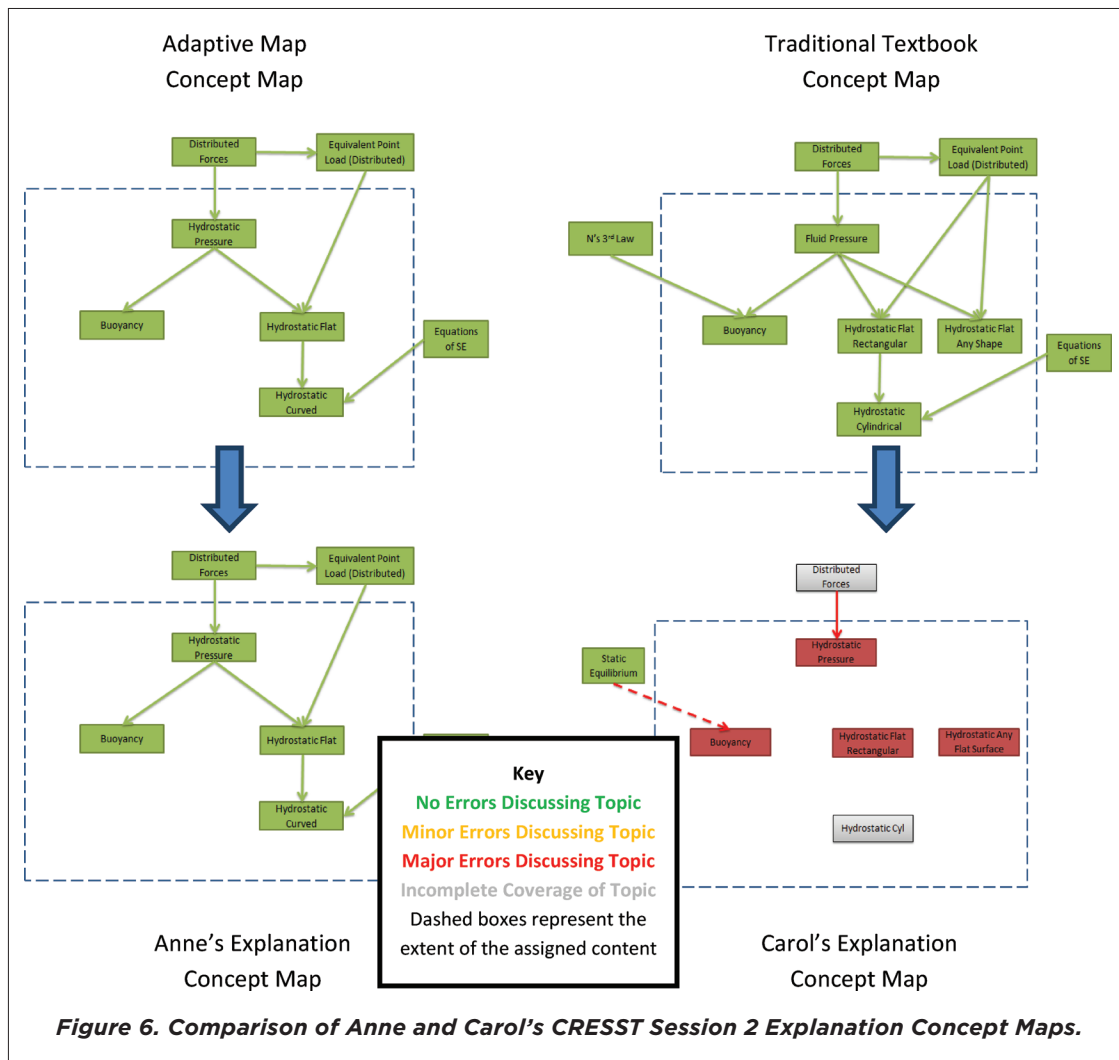 Adaptive Map
Concept Map
Distributed
Forces
Equivalent Point
Load (Distributed)
Hydrostatic
Pressure
Buoyancy
Hydrostatic Flat
Equations
of SE
Hydrostatic
Curved
Traditional Textbook
Concept Map
Distributed
Forces
Equivalent Point
Load (Distributed)
N's 3rd Law
Fluid Pressure
Buoyancy
Hydrostatic Flat
Rectangular
Hydrostatic Flat
Any Shape
Equations
of SE
Hydrostatic
Cylindrical
Distributed
Forces
Equivalent Point
Load (Distributed)
Hydrostatic
Pressure
Buoyancy
Hydrostatic Flat
Hydrostatic
Curved
Anne's Explanation
Concept Map
Key
No Errors Discussing Topic
Minor Errors Discussing Topic
Major Errors Discussing Topic
Incomplete Coverage of Topic
Dashed boxes represent the
extent of the assigned content
Distributed
Forces
Hydrostatic
Pressure
Static
Equilibrium
Buoyancy
Hydrostatic Flat
Rectangular
Hydrostatic Any
Flat Surface
Hydrostatic Cyl
Carol's Explanation
Concept Map
Figure 6. Comparison of Anne and Carol's CRESST Session 2 Explanation Concept Maps.